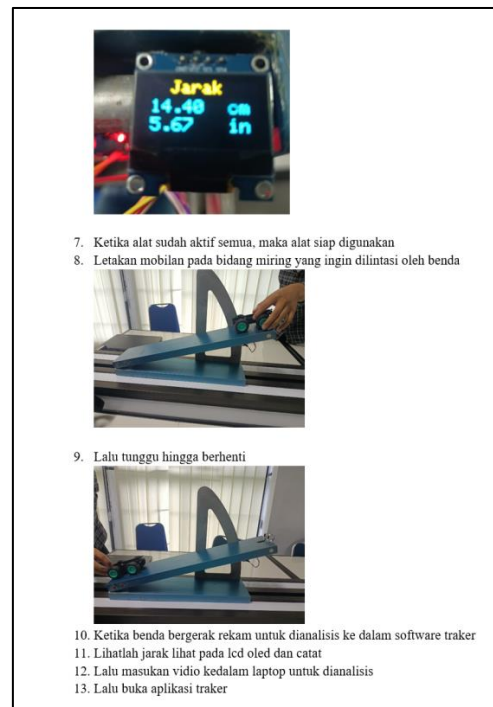 Jarak
14.40 cm
5.67 in
7. Ketika alat sudah aktif semua, maka alat siap digunakan
8. Letakan mobilan pada bidang miring yang ingin dilintasi oleh benda
9. Lalu tunggu hingga berhenti
10. Ketika benda bergerak rekam untuk dianalisis ke dalam software traker
11. Lihatlah jarak lihat pada lcd oled dan catat
12. Lalu masukan vidio kedalam laptop untuk dianalisis
13. Lalu buka aplikasi traker